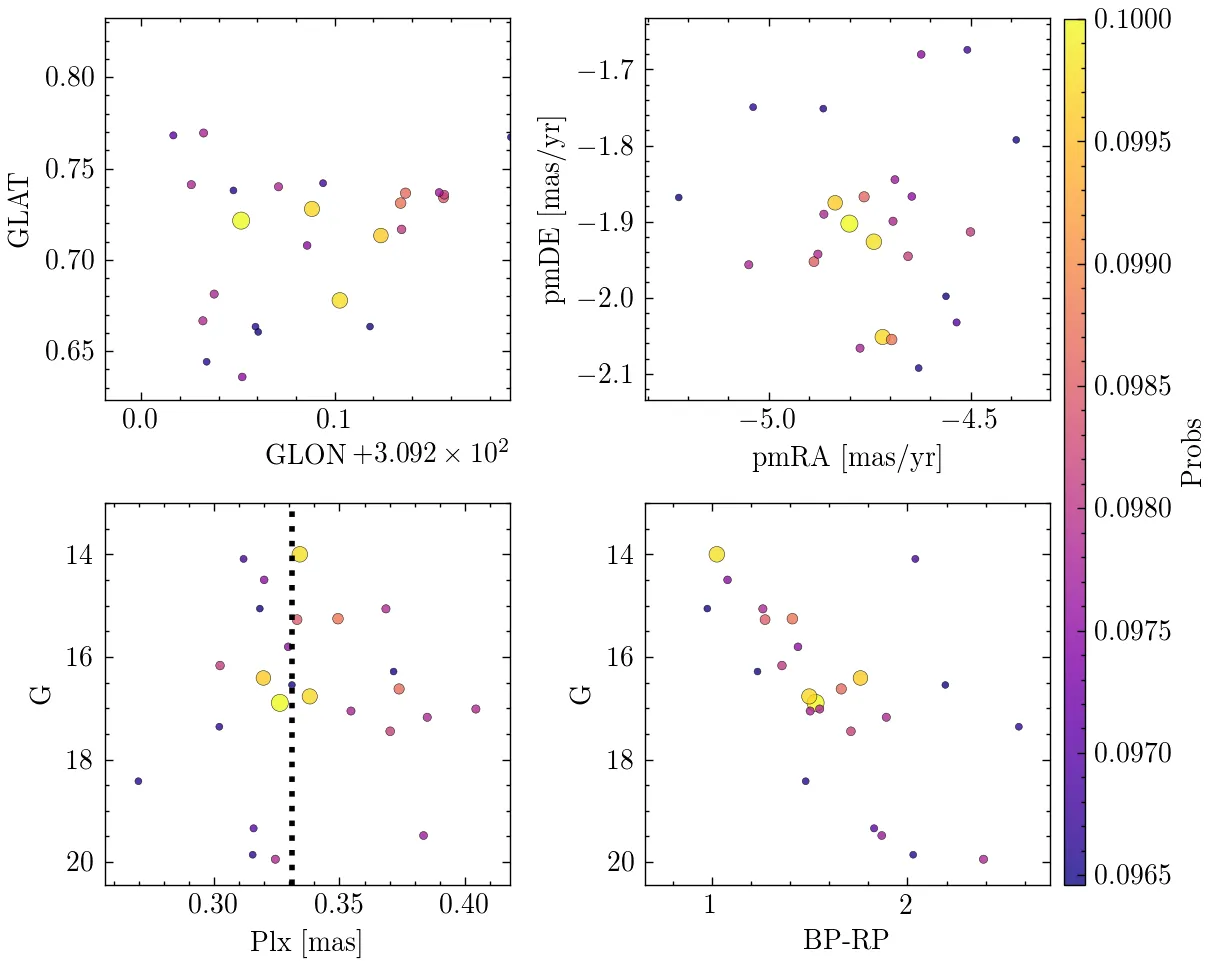 0.80
0.75
0.70
0.65
GLAT
0.0 0.1
GLON +3.092 × 10²
−1.7
−1.8
−1.9
−2.0
−2.1
pmDE [mas/yr]
−5.0 −4.5
pmRA [mas/yr]
14
16
18
20
G
0.30 0.35 0.40
Plx [mas]
14
16
18
20
G
1 2
BP-RP
0.1000
0.0995
0.0990
0.0985
0.0980
0.0975
0.0970
0.0965
Probs